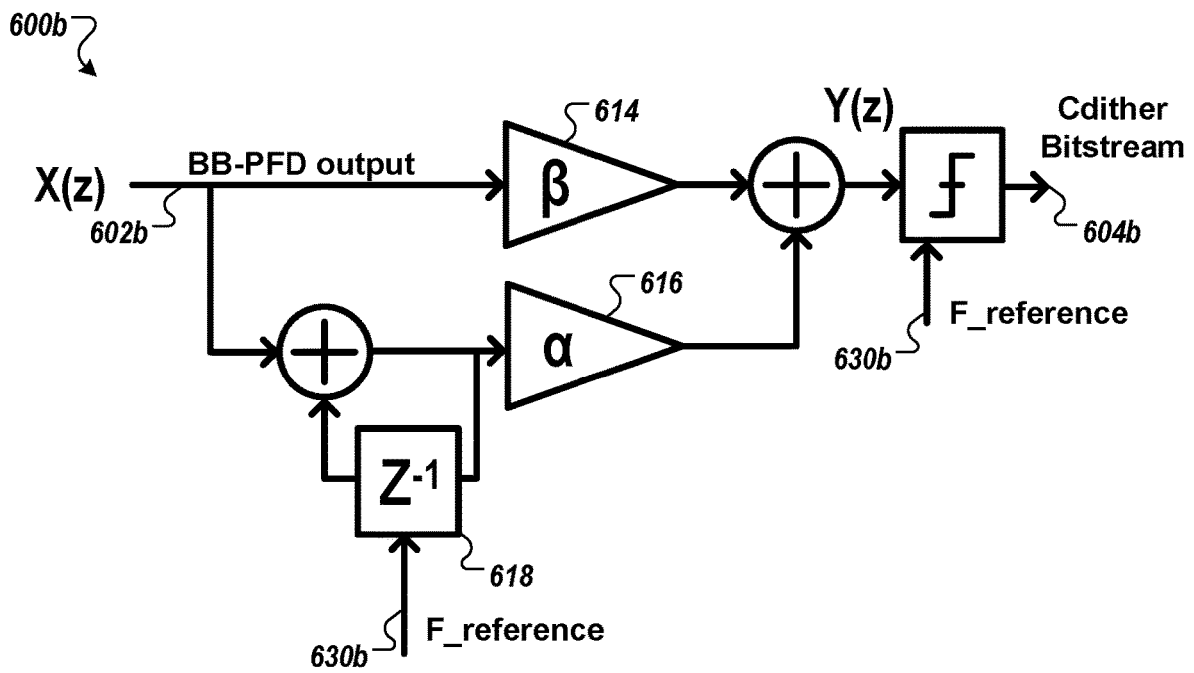 600b
614
Y(z)
Cdither
Bitstream
X(z)
BB-PFD output
β
602b
604b
616
F_reference
α
630b
Z-1
618
F_reference
630b